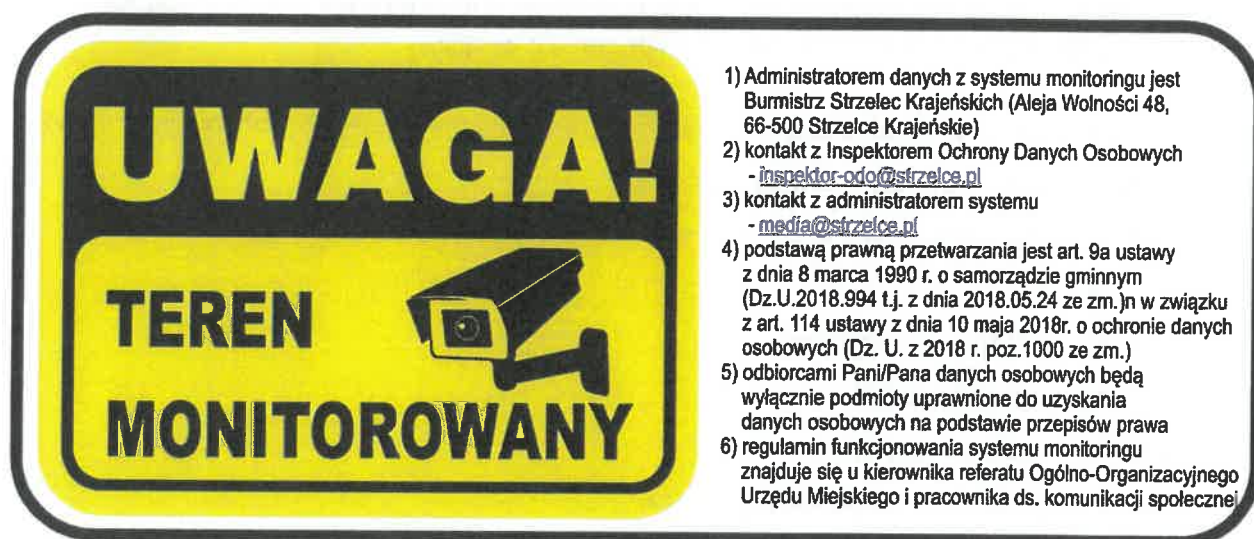 UWAGA!
TEREN
MONITOROWANY
1) Administratorem danych z systemu monitoringu jest
Burmistrz Strzelec Krajeńskich (Aleja Wolności 48,
66-500 Strzelce Krajeńskie)
2) kontakt z Inspektorem Ochrony Danych Osobowych
- inspektor-odo@strzelce.pl
3) kontakt z administratorem systemu
- media@strzelce.pl
4) podstawą prawną przetwarzania jest art. 9a ustawy
z dnia 8 marca 1990 r. o samorządzie gminnym
(Dz.U.2018.994 t.j. z dnia 2018.05.24 ze zm.)n w związku
z art. 114 ustawy z dnia 10 maja 2018r. o ochronie danych
osobowych (Dz. U. z 2018 r. poz.1000 ze zm.)
5) odbiorcami Pani/Pana danych osobowych będą
wyłącznie podmioty uprawnione do uzyskania
danych osobowych na podstawie przepisów prawa
6) regulamin funkcjonowania systemu monitoringu
znajduje się u kierownika referatu Ogólno-Organizacyjnego
Urzędu Miejskiego i pracownika ds. komunikacji społecznej